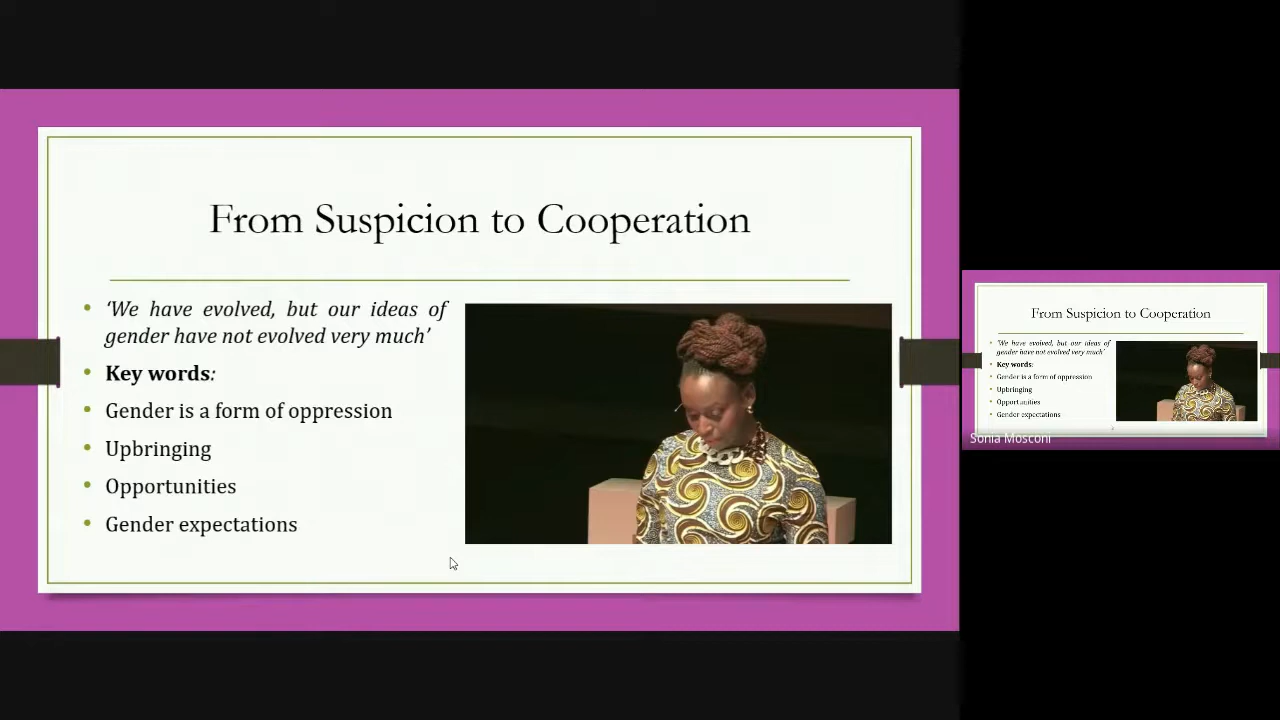 From Suspicion to Cooperation
‘We have evolved, but our ideas of
gender have not evolved very much’
Key words:
Gender is a form of oppression
Upbringing
Opportunities
Gender expectations
From Suspicion to Cooperation
‘We have evolved, but our ideas of
gender have not evolved very much’
Key words:
Gender is a form of oppression
Upbringing
Opportunities
Gender expectations
Sonia Mosconi